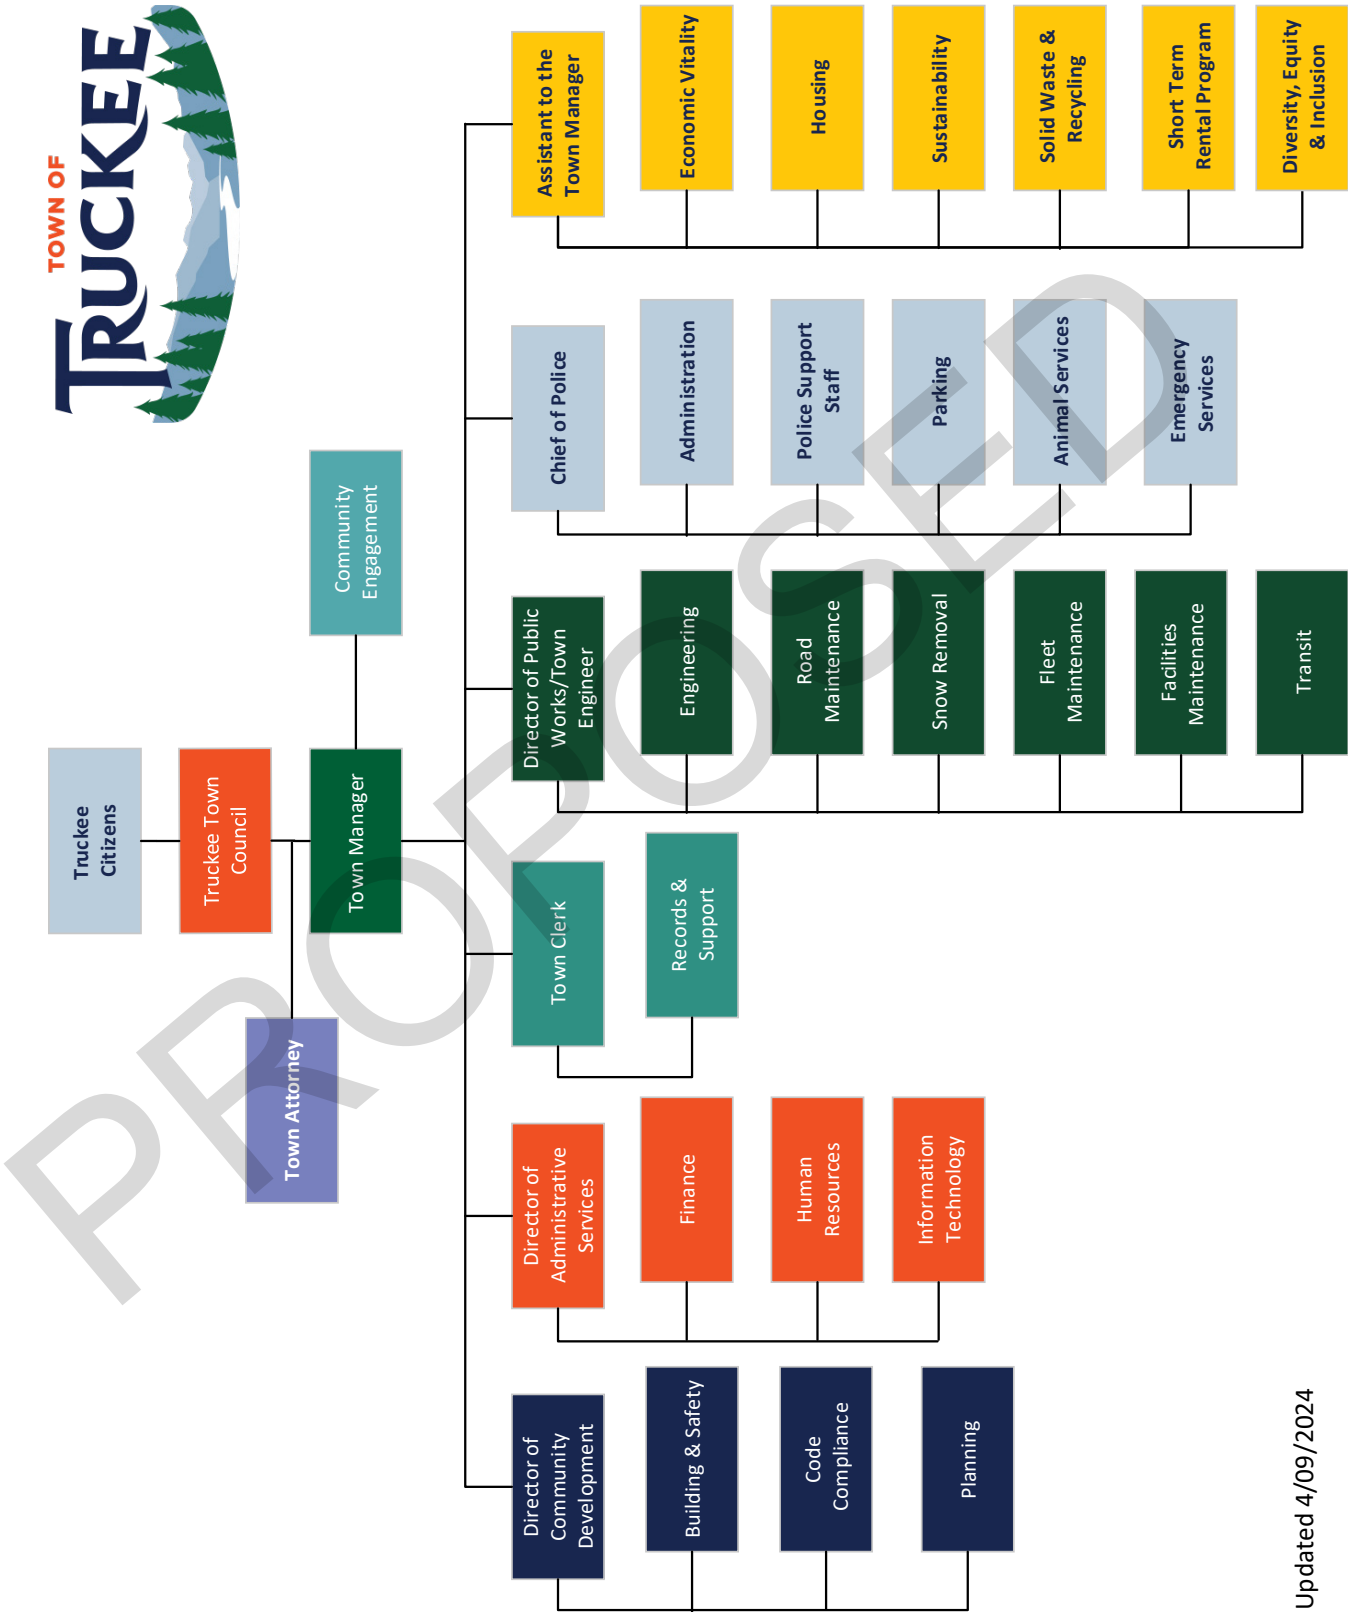 TOWN OF
TRUCKEE
Truckee
Citizens
Truckee Town
Council
Town Attorney
Town Manager
Community
Engagement
Director of
Community
Development
Building & Safety
Code
Compliance
Planning
Director of
Administrative
Services
Finance
Human
Resources
Information
Technology
Town Clerk
Records &
Support
Director of Public
Works/Town
Engineer
Engineering
Road
Maintenance
Snow Removal
Fleet
Maintenance
Facilities
Maintenance
Transit
Chief of Police
Administration
Police Support
Staff
Parking
Animal Services
Emergency
Services
Assistant to the
Town Manager
Economic Vitality
Housing
Sustainability
Solid Waste &
Recycling
Short Term
Rental Program
Diversity, Equity
& Inclusion
PROPOSED
Updated 4/09/2024